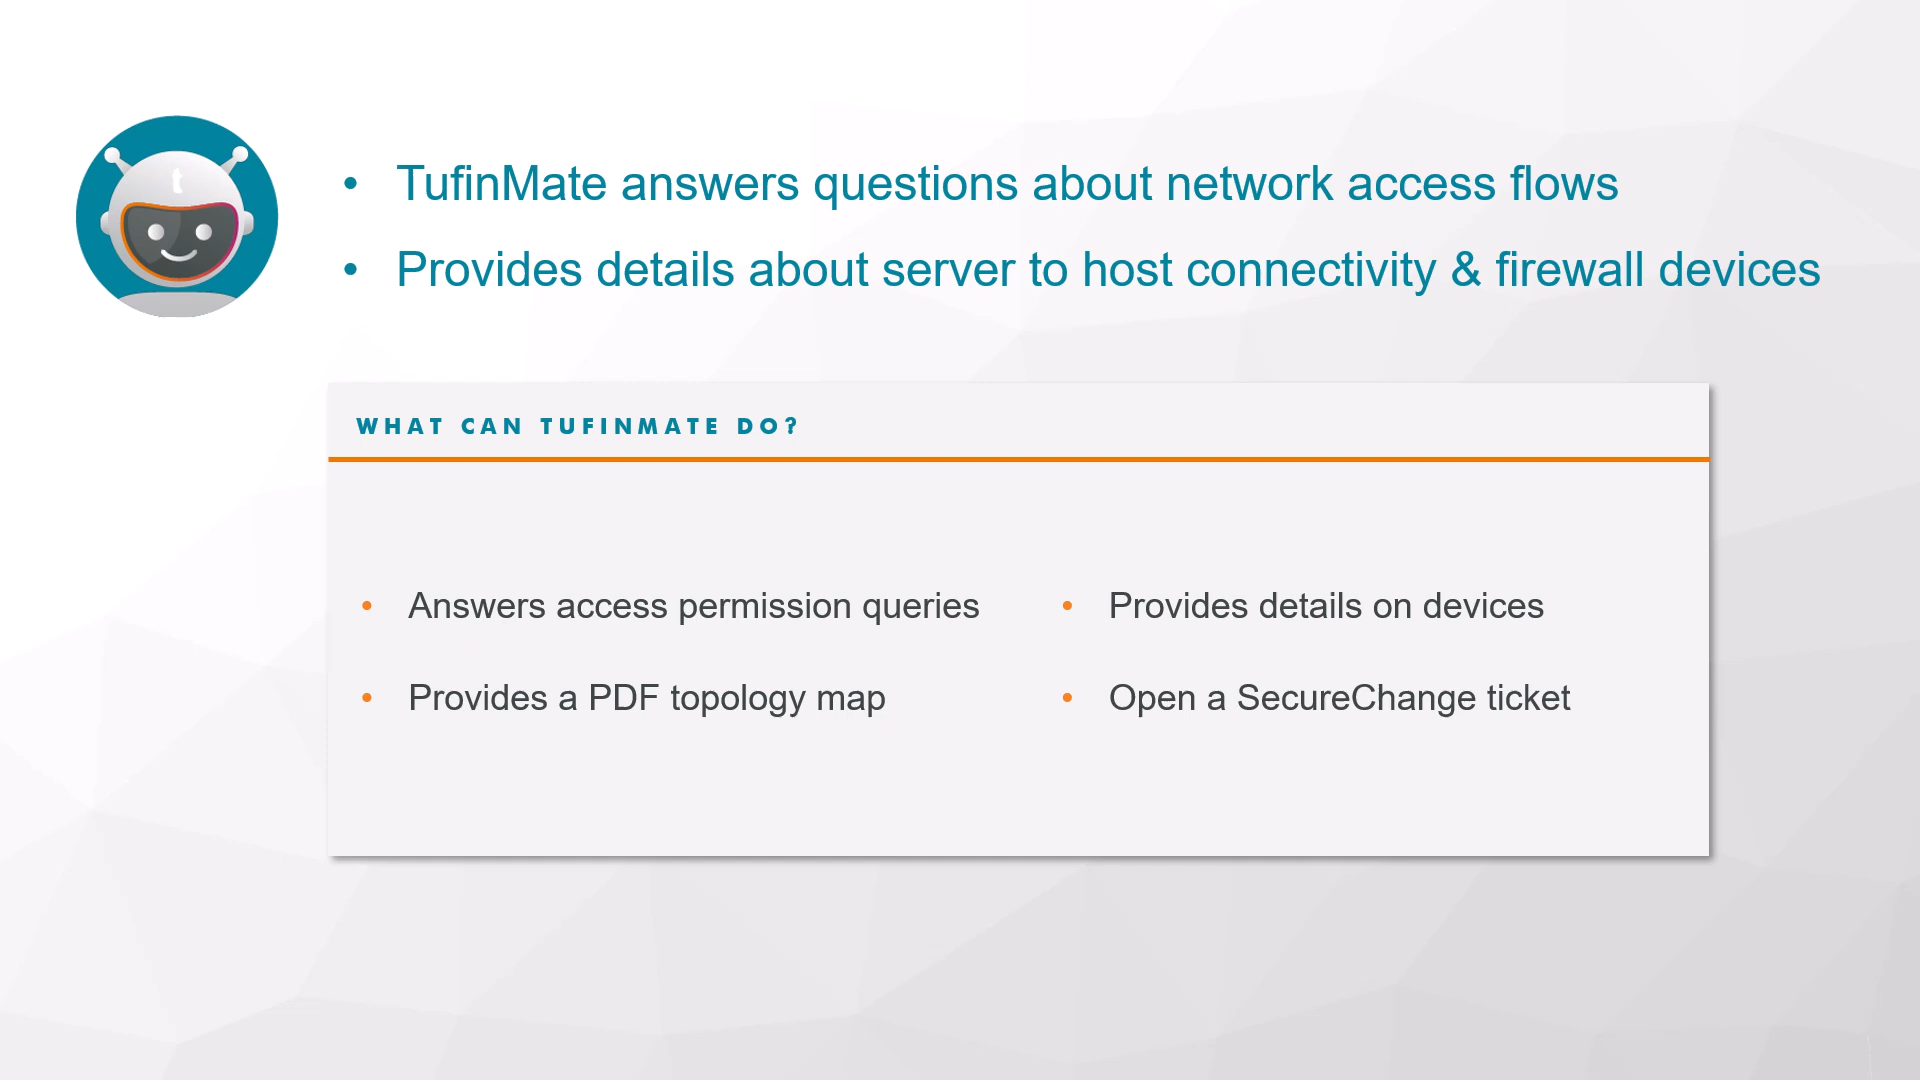 t
• TufinMate answers questions about network access flows
• Provides details about server to host connectivity & firewall devices
WHAT CAN TUFINMATE DO?
• Answers access permission queries
• Provides a PDF topology map
• Provides details on devices
• Open a SecureChange ticket